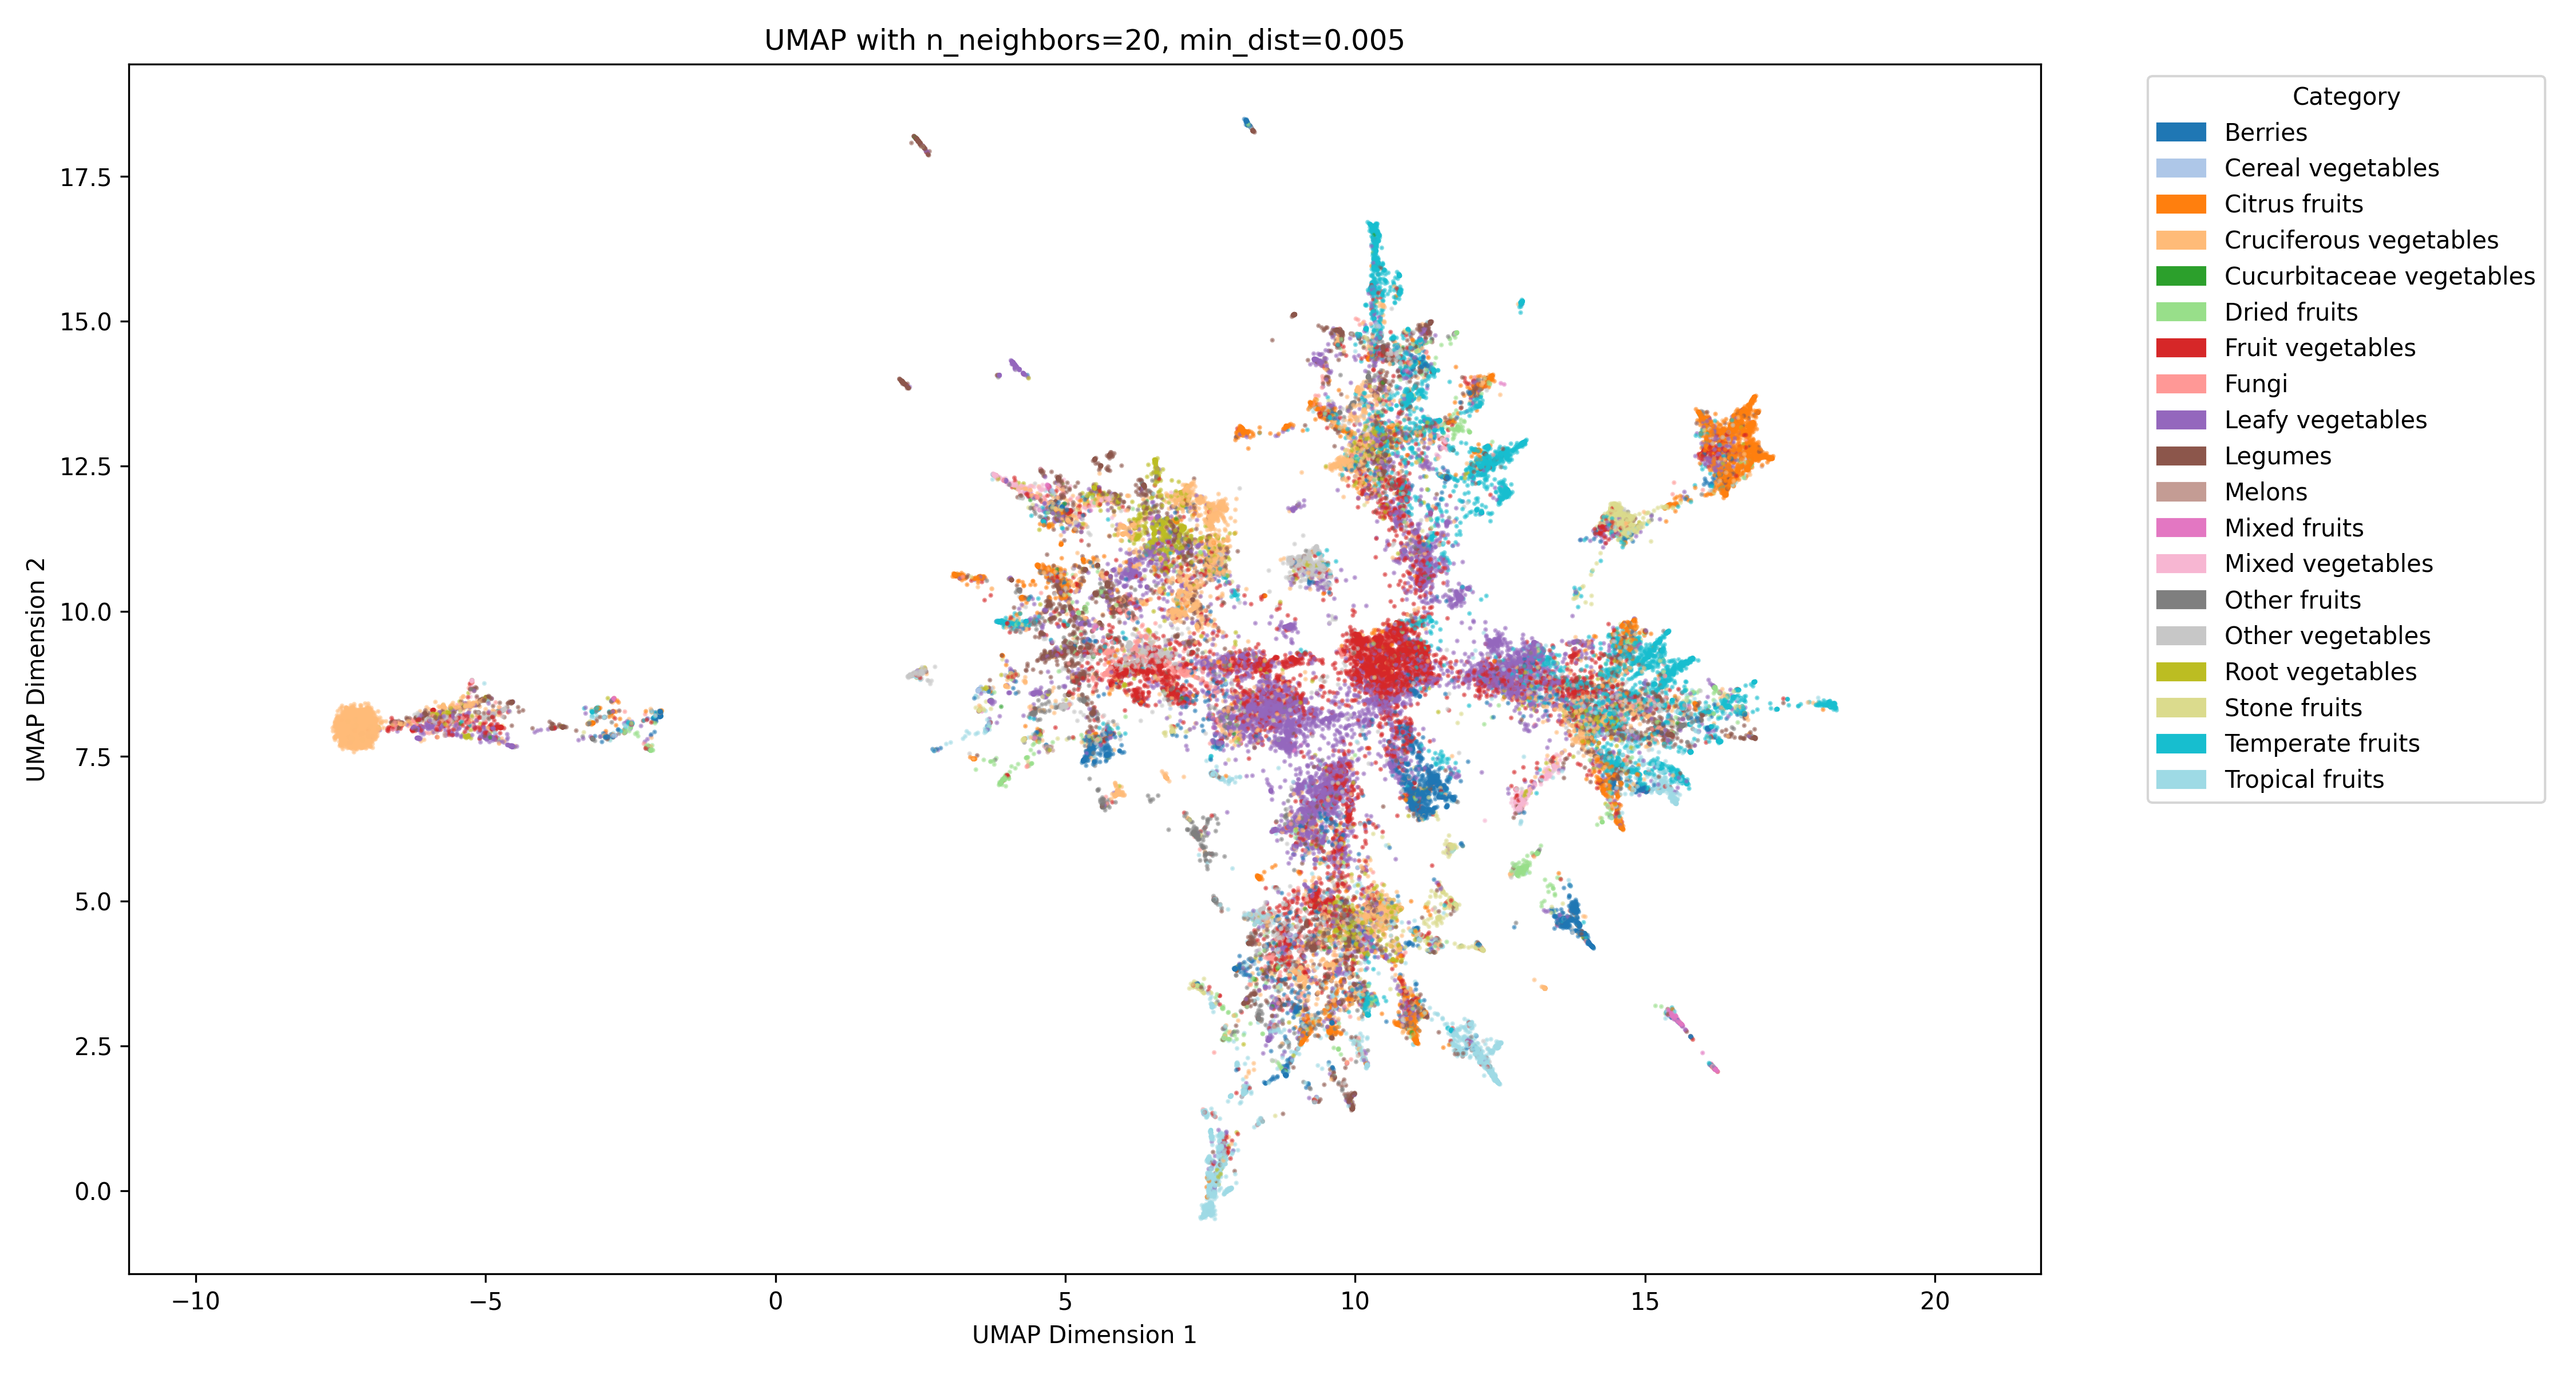 UMAP with n_neighbors=20, min_dist=0.005
UMAP Dimension 2
17.5
15.0
12.5
10.0
7.5
5.0
2.5
0.0
−10
−5
0
5
10
15
20
UMAP Dimension 1
Category
Berries
Cereal vegetables
Citrus fruits
Cruciferous vegetables
Cucurbitaceae vegetables
Dried fruits
Fruit vegetables
Fungi
Leafy vegetables
Legumes
Melons
Mixed fruits
Mixed vegetables
Other fruits
Other vegetables
Root vegetables
Stone fruits
Temperate fruits
Tropical fruits